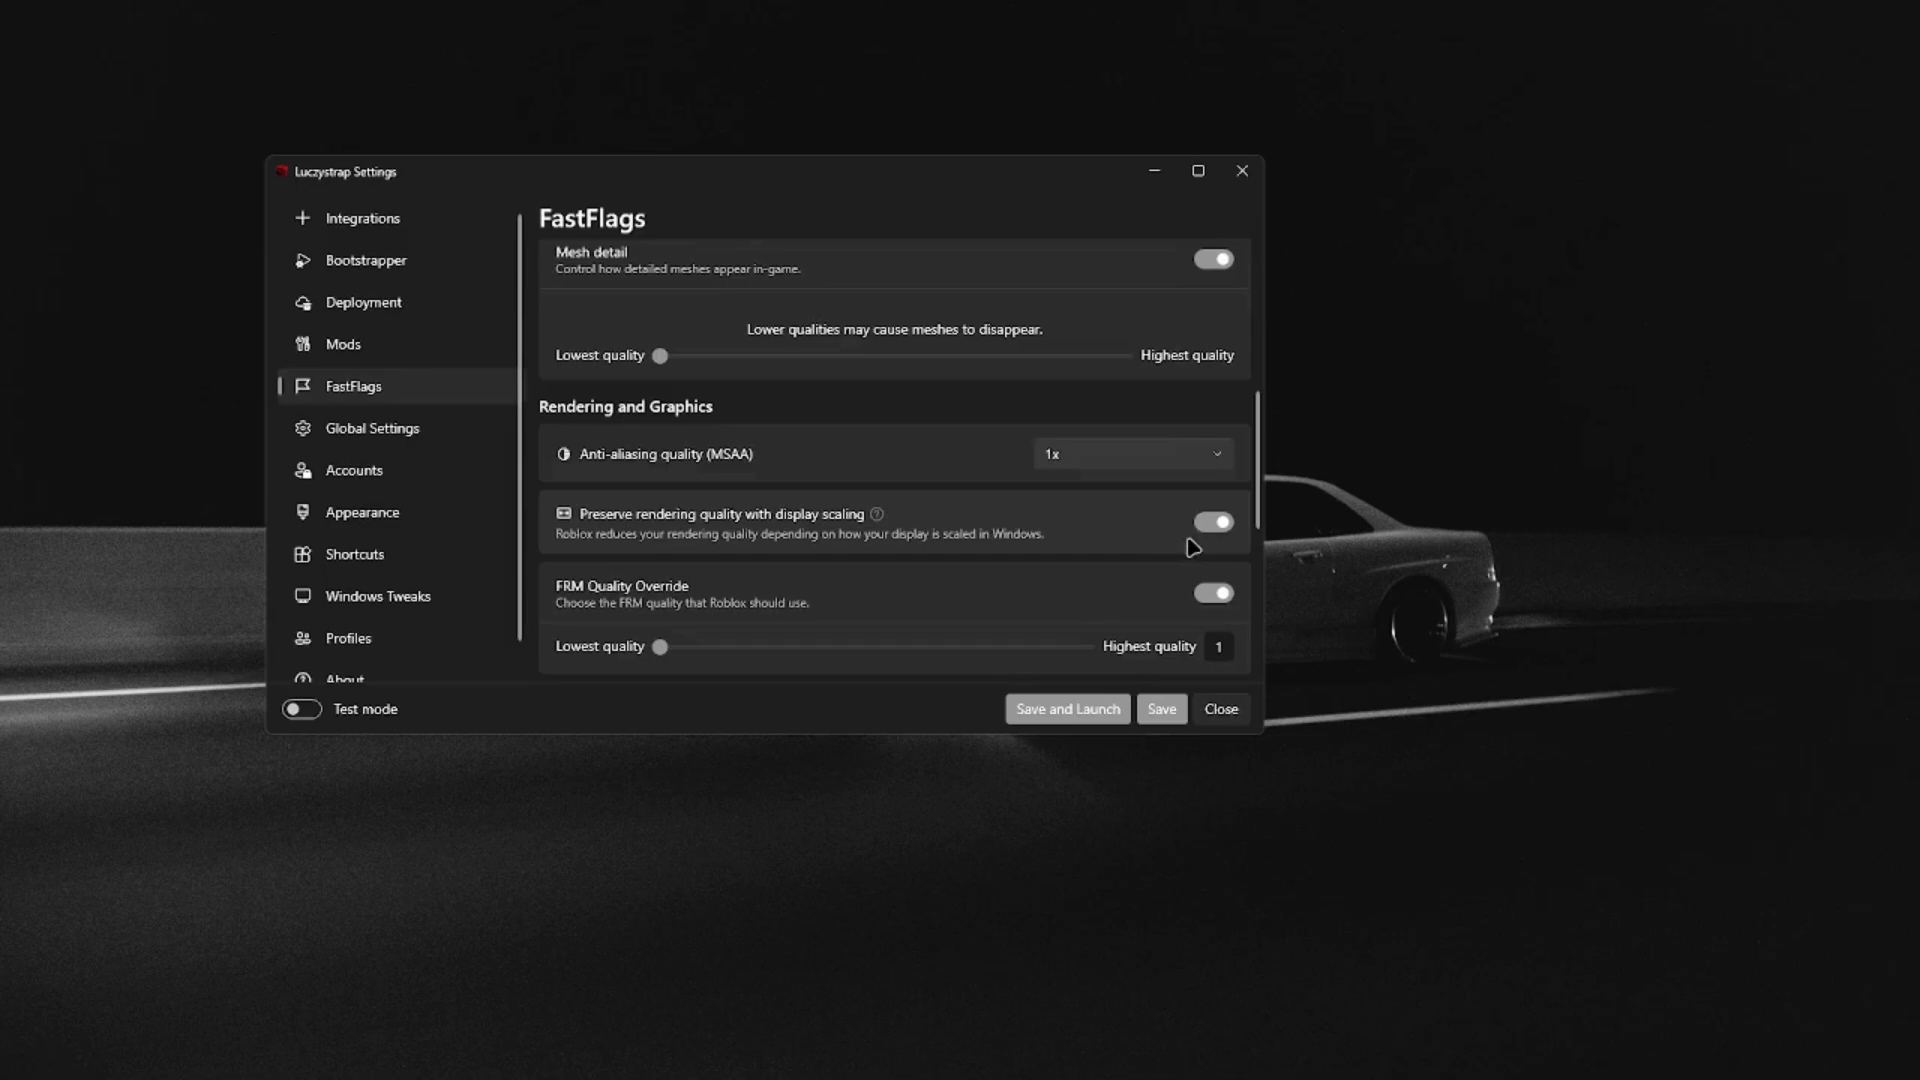 Luczystrap Settings
Integrations
Bootstrapper
Deployment
Mods
FastFlags
Global Settings
Accounts
Appearance
Shortcuts
Windows Tweaks
Profiles
About
Test mode
FastFlags
Mesh detail
Control how detailed meshes appear in-game.
Lower qualities may cause meshes to disappear.
Lowest quality
Highest quality
Rendering and Graphics
Anti-aliasing quality (MSAA)
1x
Preserve rendering quality with display scaling
Roblox reduces your rendering quality depending on how your display is scaled in Windows.
FRM Quality Override
Choose the FRM quality that Roblox should use.
Lowest quality
Highest quality
1
Save and Launch
Save
Close